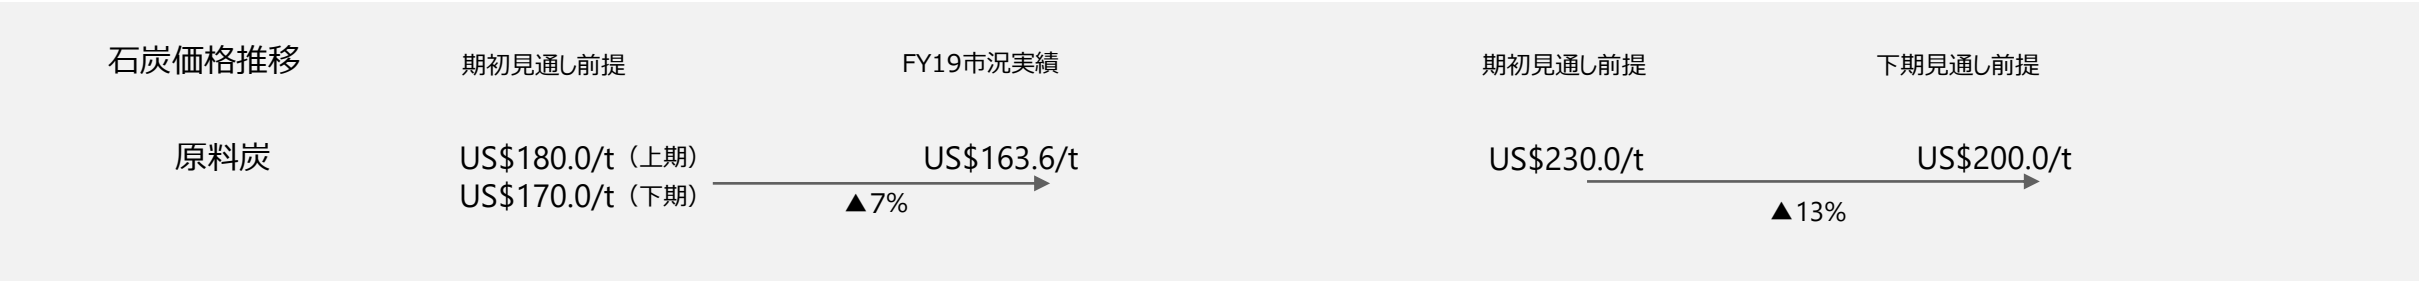 石炭価格推移 期初見通し前提 FY19市況実績 期初見通し前提 下期見通し前提
原料炭 US$180.0/t（上期） US$163.6/t US$230.0/t US$200.0/t
US$170.0/t（下期）
▲7% ▲13%